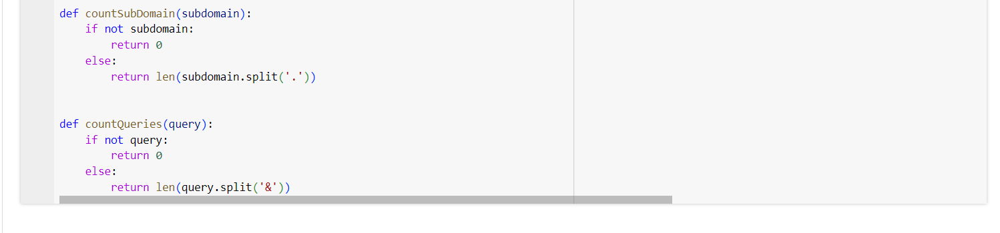 def countSubDomain(subdomain):
    if not subdomain:
        return 0
    else:
        return len(subdomain.split('.'))
def countQueries(query):
    if not query:
        return 0
    else:
        return len(query.split('&'))